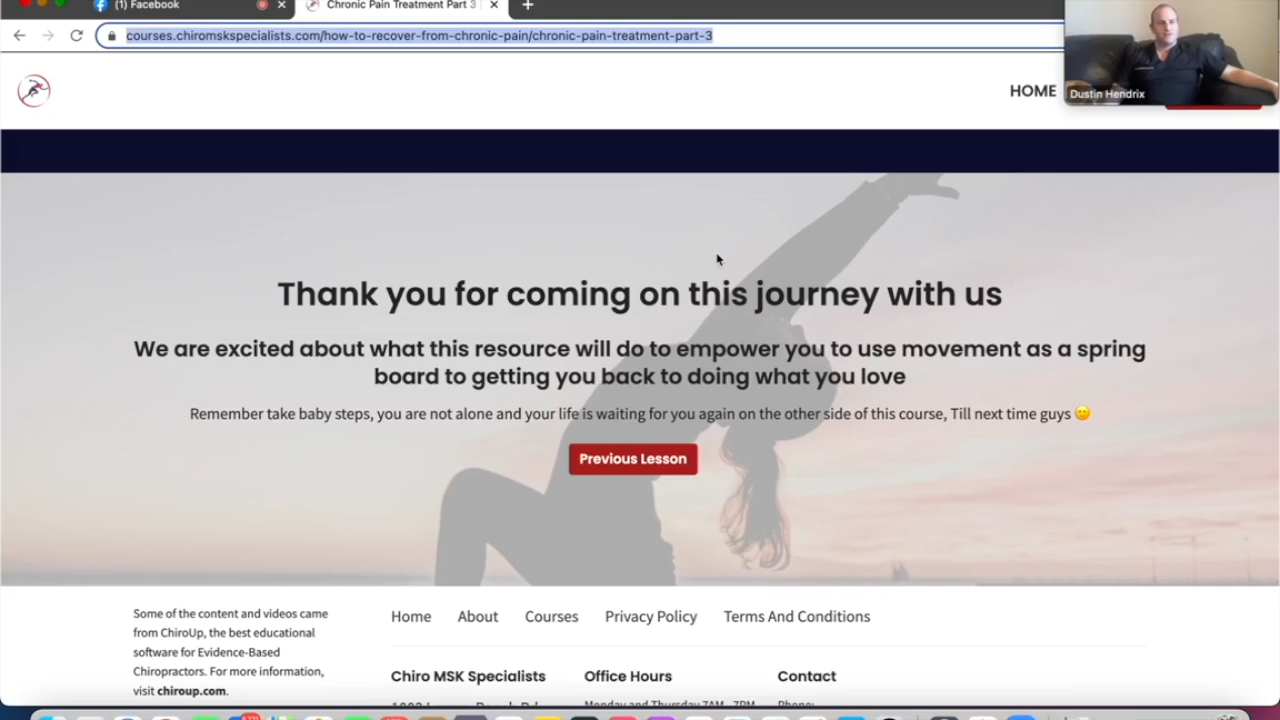 (1) Facebook
Chronic Pain Treatment Part 3
courses.chiromskspecialists.com/how-to-recover-from-chronic-pain/chronic-pain-treatment-part-3
HOME
Dustin Hendrix
Thank you for coming on this journey with us
We are excited about what this resource will do to empower you to use movement as a spring
board to getting you back to doing what you love
Remember take baby steps, you are not alone and your life is waiting for you again on the other side of this course, Till next time guys 🙂
Previous Lesson
Some of the content and videos came
from ChiroUp, the best educational
software for Evidence-Based
Chiropractors. For more information,
visit chiroup.com.
Home About Courses Privacy Policy Terms And Conditions
Chiro MSK Specialists
Office Hours
Monday and Thursday 7AM - 7PM
Contact
Phone: